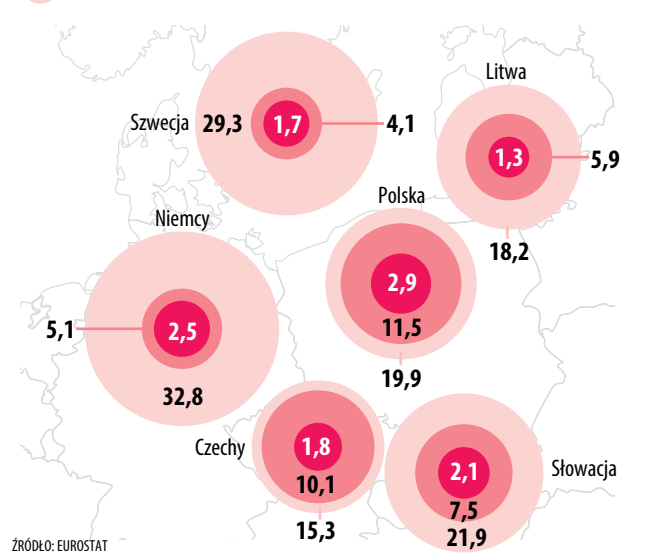 Litwa
Szwecja
29,3
1,7
4,1
1,3
5,9
Polska
18,2
Niemcy
2,9
11,5
5,1
2,5
19,9
32,8
Czechy
1,8
10,1
15,3
Słowacja
2,1
7,5
21,9
ŹRÓDŁO: EUROSTAT